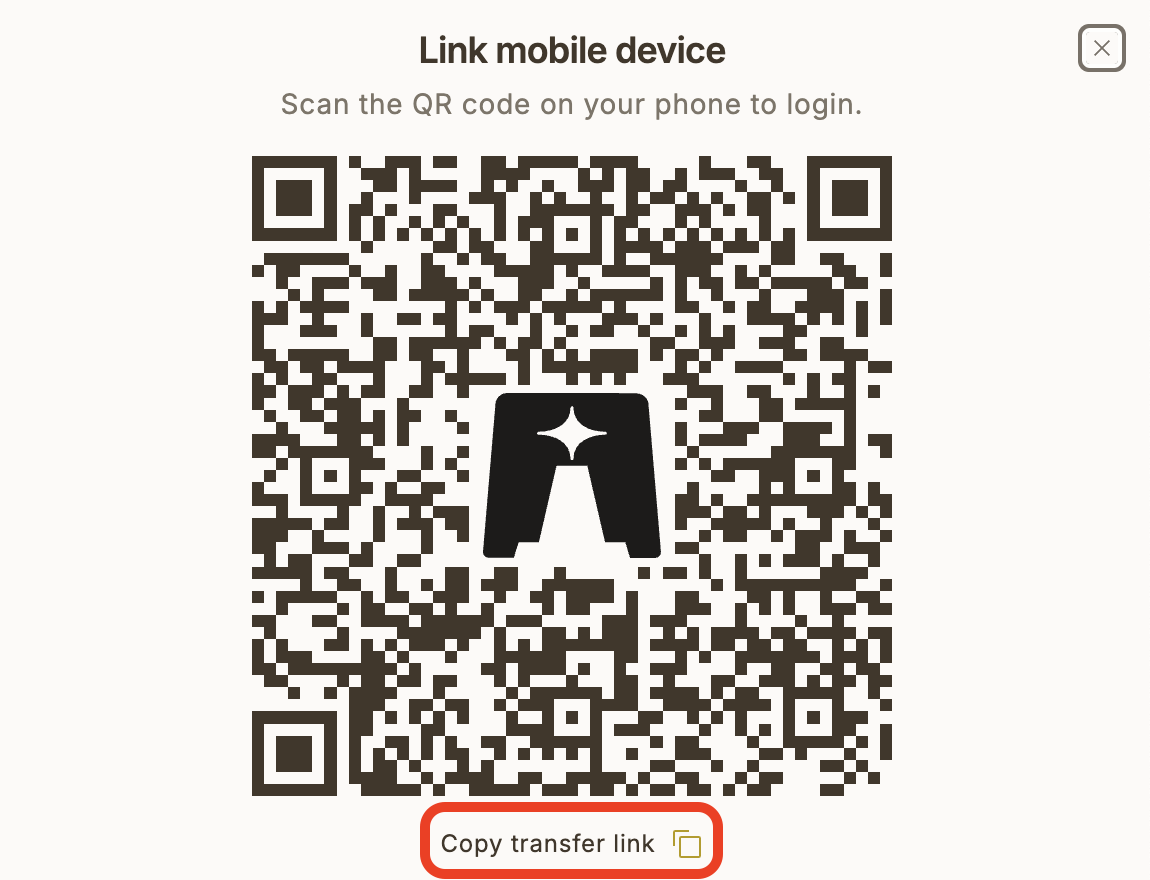 Link mobile device
Scan the QR code on your phone to login.
Copy transfer link